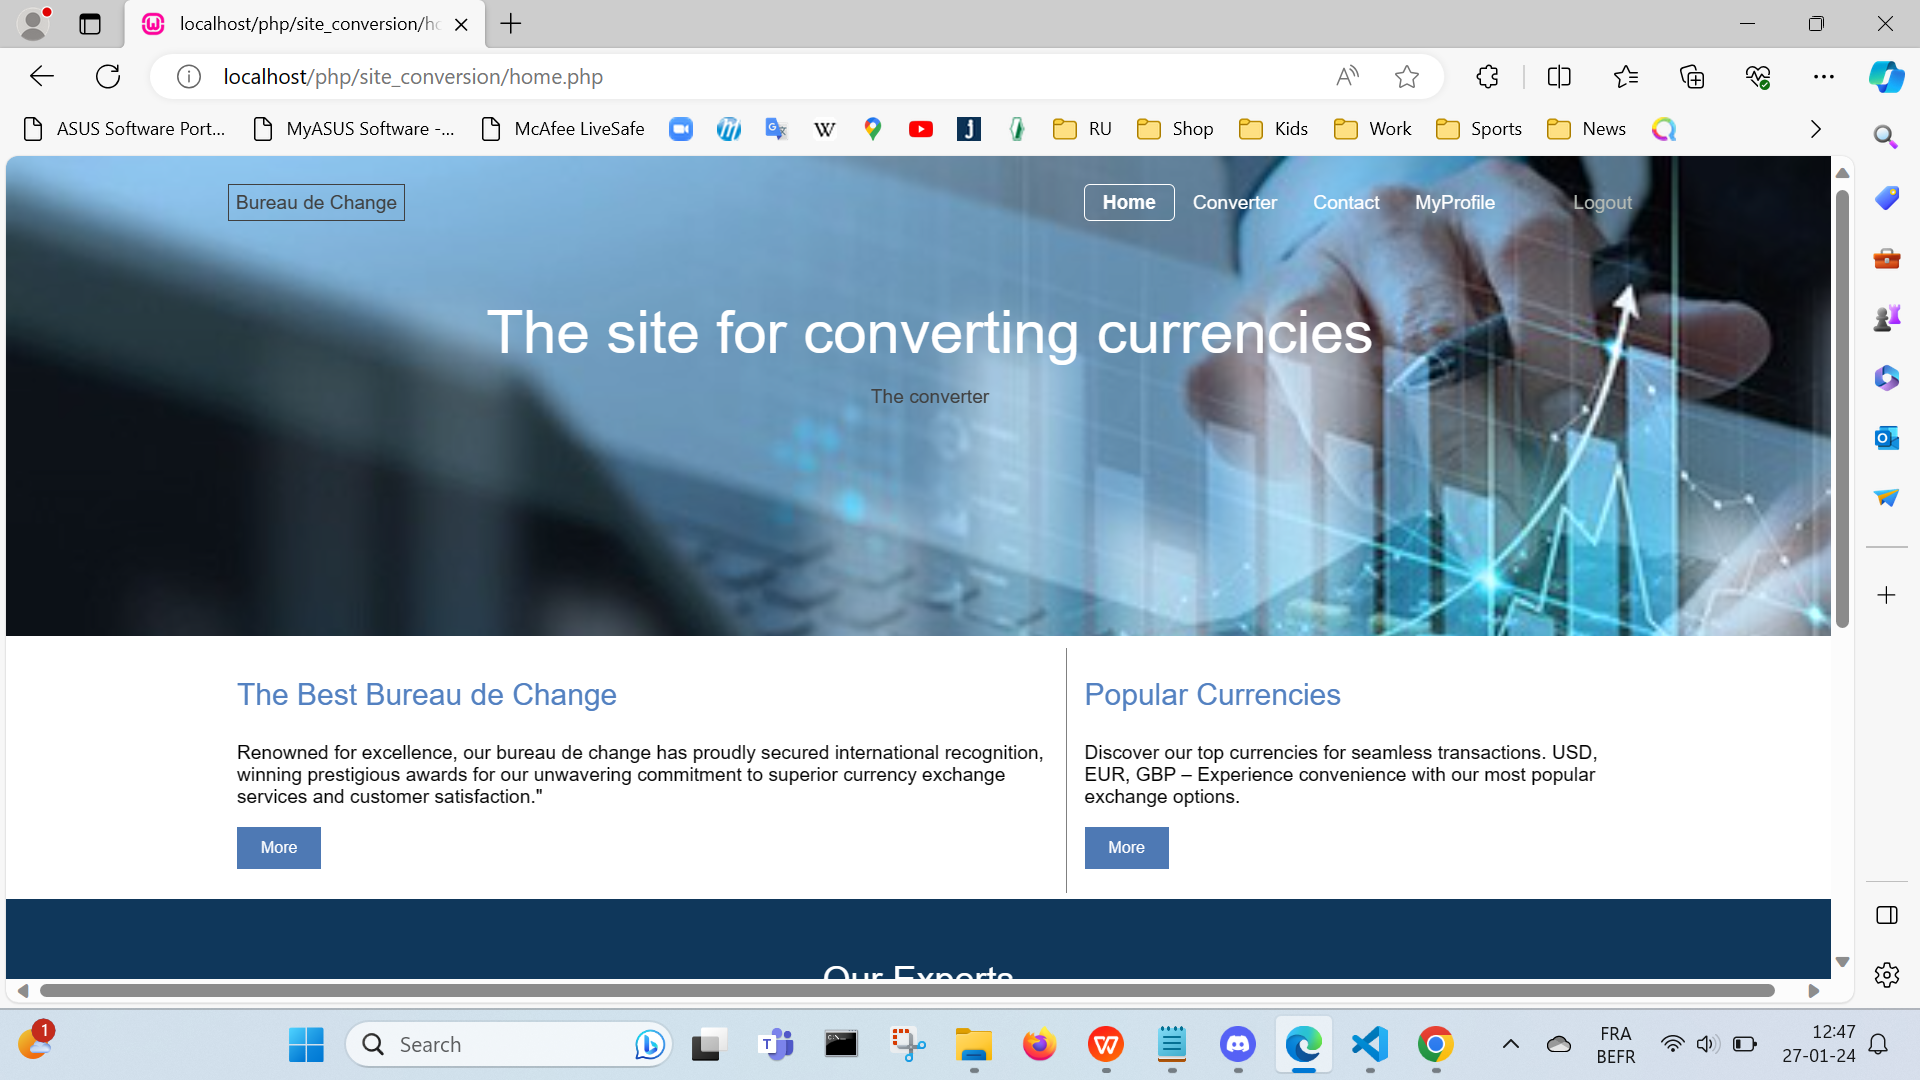 localhost/php/site_conversion/ho
localhost/php/site_conversion/home.php
ASUS Software Port...
MyASUS Software -...
McAfee LiveSafe
RU
Shop
Kids
Work
Sports
News
Bureau de Change
Home
Converter
Contact
MyProfile
Logout
The site for converting currencies
The converter
The Best Bureau de Change
Renowned for excellence, our bureau de change has proudly secured international recognition,
winning prestigious awards for our unwavering commitment to superior currency exchange
services and customer satisfaction."
More
Popular Currencies
Discover our top currencies for seamless transactions. USD,
EUR, GBP – Experience convenience with our most popular
exchange options.
More
Our Experts
1
Search
FRA
BEFR
12:47
27-01-24